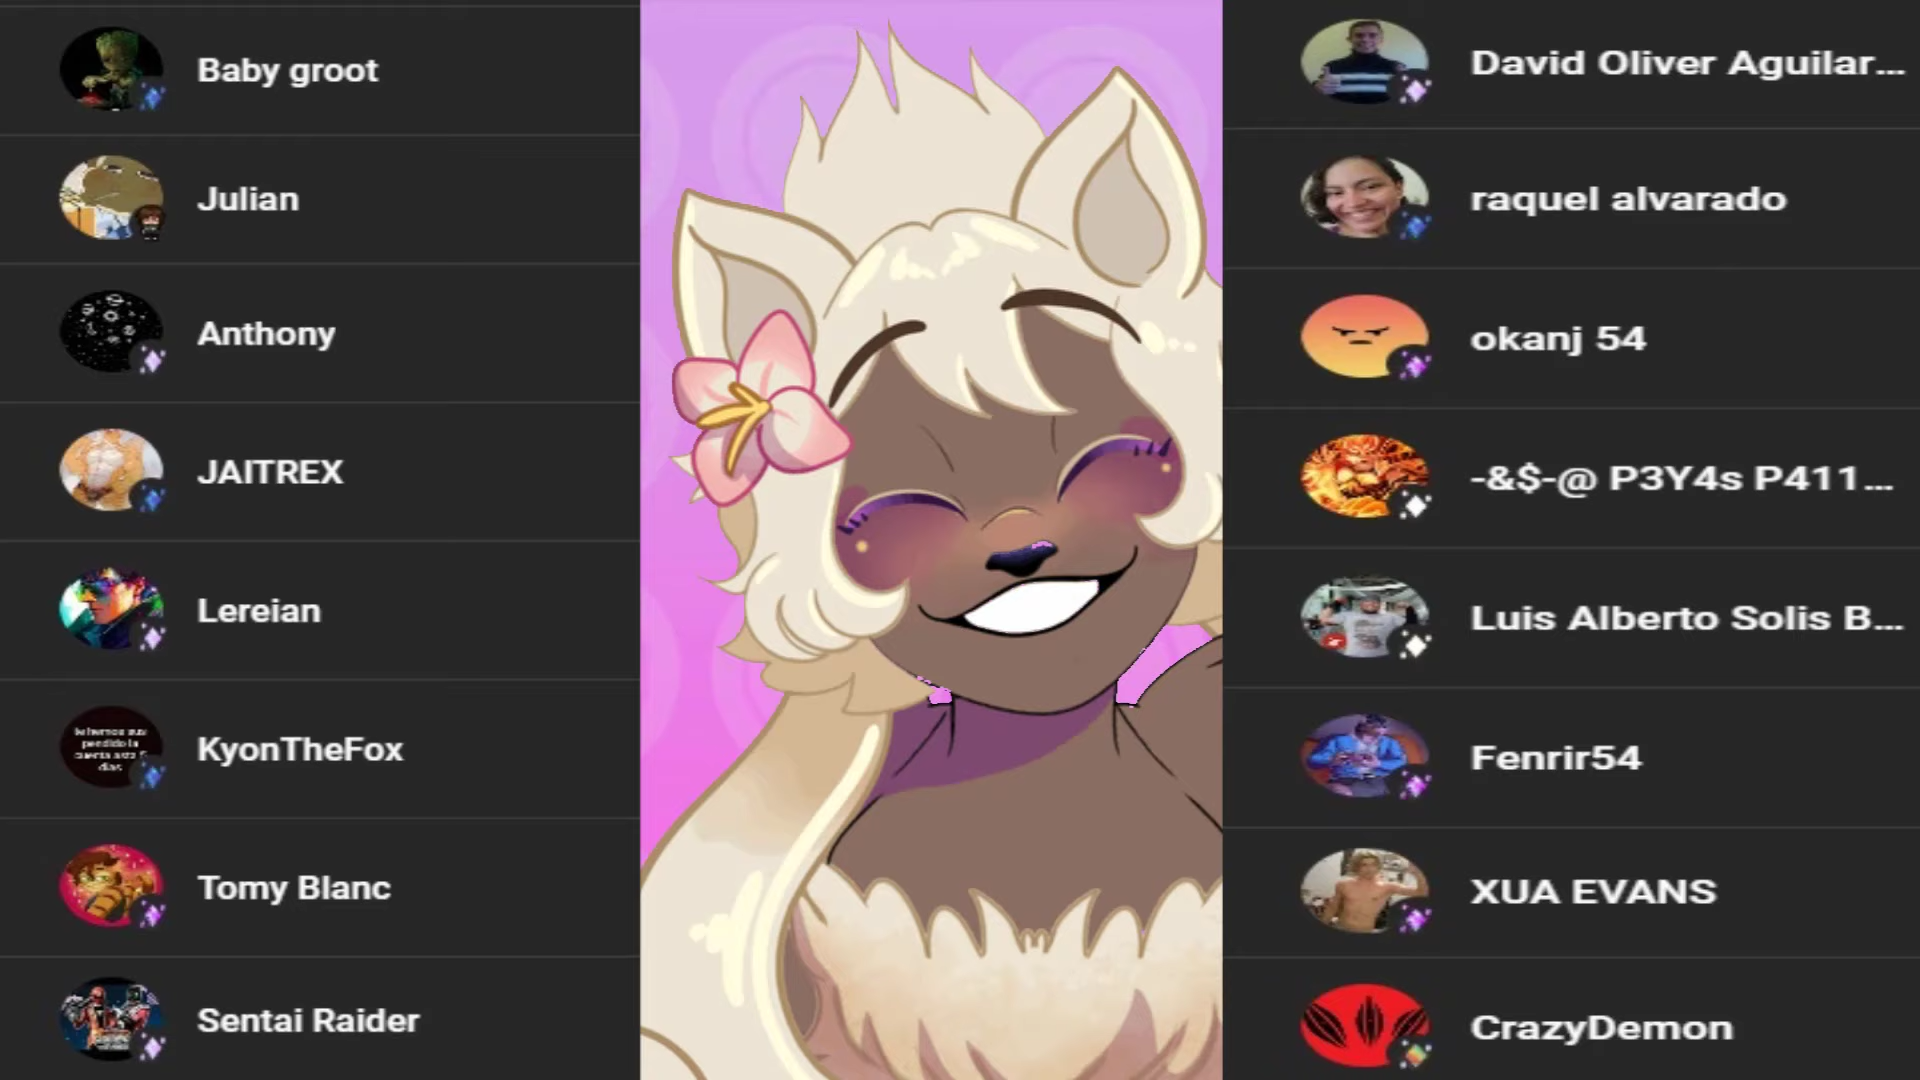 Baby groot
Julian
Anthony
JAITREX
Lereian
KyonTheFox
Tomy Blanc
Sentai Raider
David Oliver Aguilar...
raquel alvarado
okanj 54
-&$-@ P3Y4s P411...
Luis Alberto Solis B...
Fenrir54
XUA EVANS
CrazyDemon